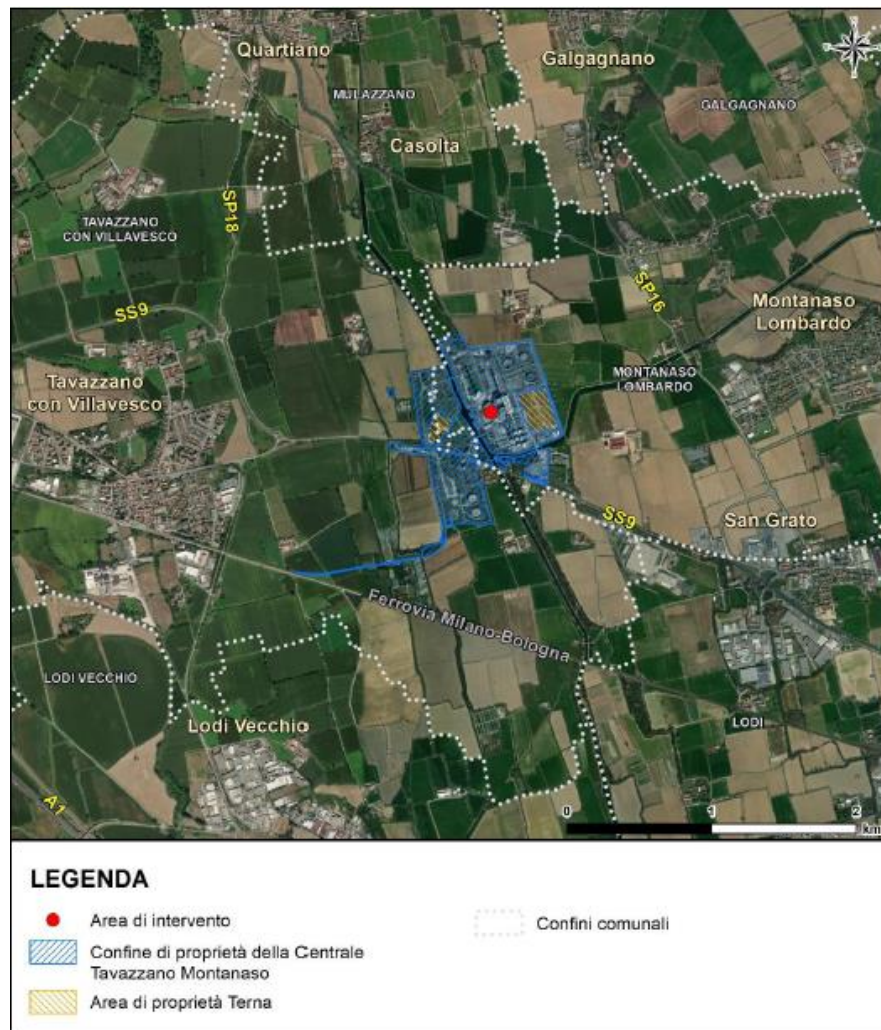 Quartiano
Galgagnano
MULAZZANO
GALGAGNANO
Casolta
SP18
TAVAZZANO
CON VILLAVESCO
SP16
SS9
Montanaso
Lombardo
Tavazzano
con Villavesco
MONTANASO
LOMBARDO
SS9
San Grato
Ferrovia Milano-Bologna
LODI VECCHIO
Lodi Vecchio
LODI
A1
0 1 2
km
LEGENDA
Area di intervento
Confini comunali
Confine di proprietà della Centrale
Tavazzano Montanaso
Area di proprietà Terna